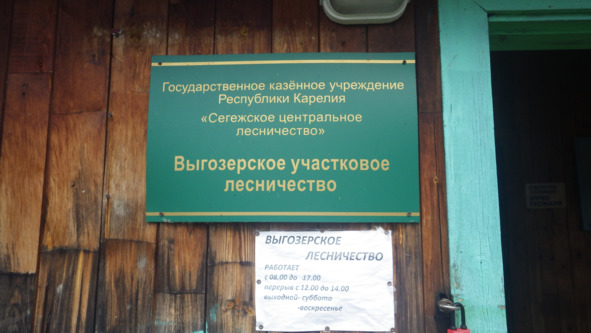 Государственное казённое учреждение
Республики Карелия
«Сегежское центральное
лесничество»
Выгозерское участковое
лесничество
ВЫГОЗЕРСКОЕ
ЛЕСНИЧЕСТВО
РАБОТАЕТ
с 08.00 до 17.00
перерыв с 12.00 до 14.00
выходной- суббота
-воскресенье